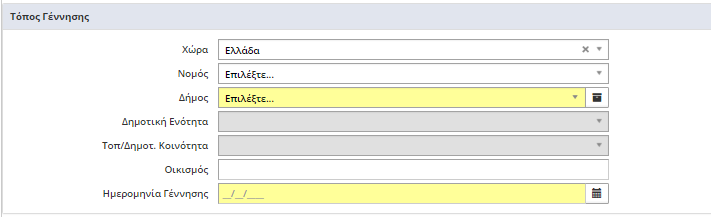 Τόπος Γέννησης
Χώρα Ελλάδα
Νομός Επιλέξτε...
Δήμος Επιλέξτε...
Δημοτική Ενότητα
Τοπ/Δημοτ. Κοινότητα
Οικισμός
Ημερομηνία Γέννησης __/__/____